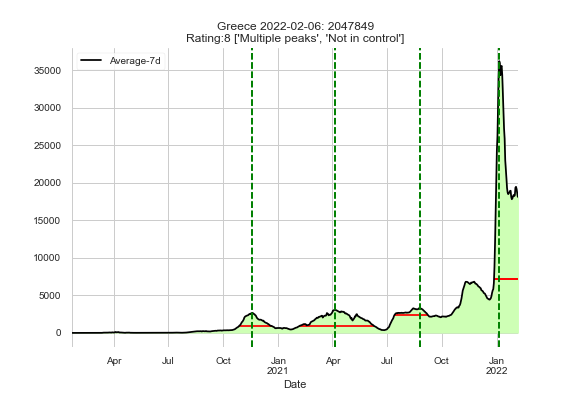 Greece 2022-02-06: 2047849
Rating:8 ['Multiple peaks', 'Not in control']
Average-7d
35000
30000
25000
20000
15000
10000
5000
0
Apr Jul Oct Jan Apr Jul Oct Jan
2021 2022
Date